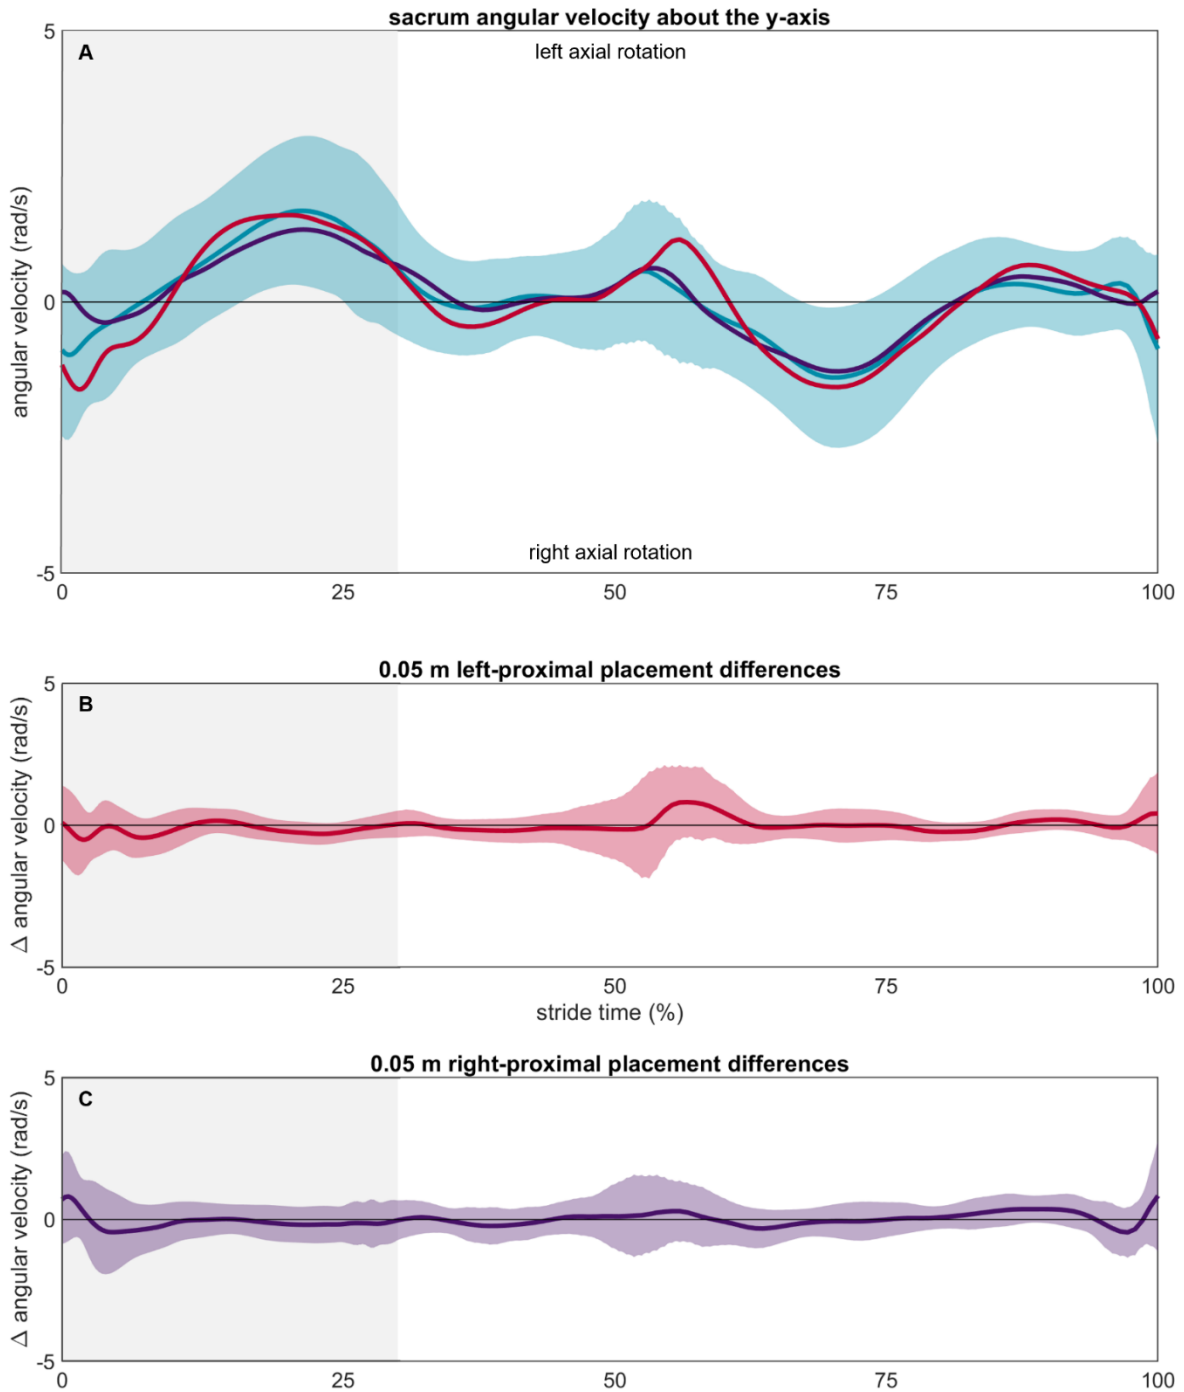 sacrum angular velocity about the y-axis
5
A
left axial rotation
angular velocity (rad/s)
0
right axial rotation
-5
0 25 50 75 100
0.05 m left-proximal placement differences
5
B
Δ angular velocity (rad/s)
0
-5
0 25 50 75 100
stride time (%)
0.05 m right-proximal placement differences
5
C
Δ angular velocity (rad/s)
0
-5
0 25 50 75 100